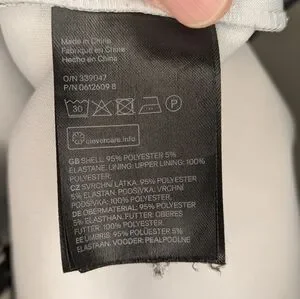 Made in China
Fabriqué en Chine
Hecho en China
O/N 339047
P/N 0612609 8
30
P
clevercare.info
GB SHELL: 95% POLYESTER 5%
ELASTANE. LINING: UPPER LINING: 100%
POLYESTER.
CZ SVRCHNÍ LÁTKA: 95% POLYESTER
5% ELASTAN. PODŠÍVKA: VRCHNÍ
PODŠÍVKA: 100% POLYESTER.
DE OBERMATERIAL: 95% POLYESTER
5% ELASTHAN. FUTTER: OBERES
FUTTER: 100% POLYESTER.
EE ÜMBRIS: 95% POLÜESTER 5%
ELASTAAN. VOODER: PEALPOOLNE